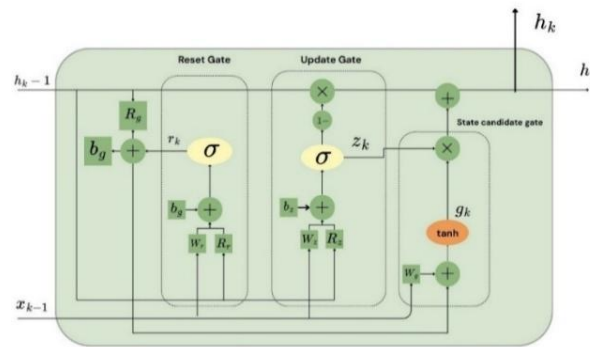 h_k
Reset Gate
Update Gate
h_k-1
h
×
+
R_g
1-
State candidate gate
b_g
+
r_k
σ
σ
z_k
×
g_k
b_g
+
b_z
+
tanh
W_r
R_r
W_z
R_z
W_g
+
x_{k-1}